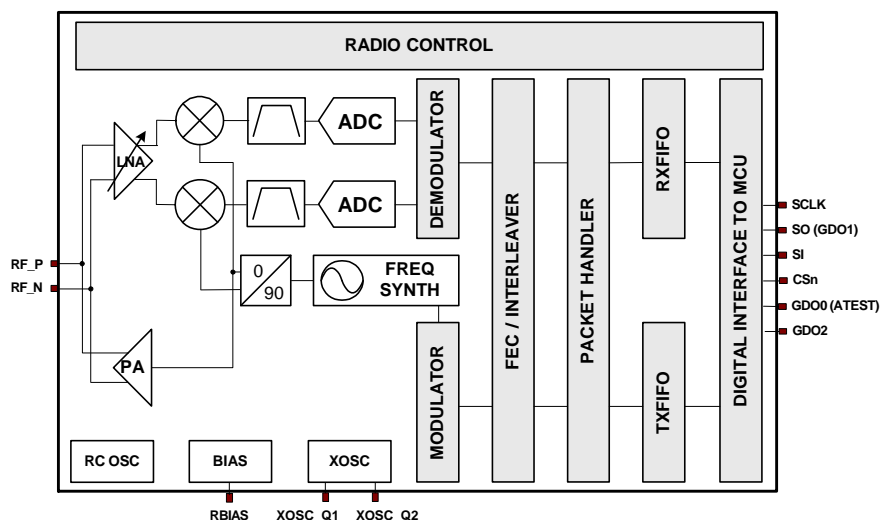 RADIO CONTROL
LNA
ADC
ADC
DEMODULATOR
FEC / INTERLEAVER
PACKET HANDLER
RXFIFO
DIGITAL INTERFACE TO MCU
SCLK
SO (GDO1)
SI
CSn
GDO0 (ATEST)
GDO2
RF_P
RF_N
0
90
FREQ
SYNTH
PA
MODULATOR
TXFIFO
RC OSC
BIAS
XOSC
RBIAS
XOSC_Q1
XOSC_Q2